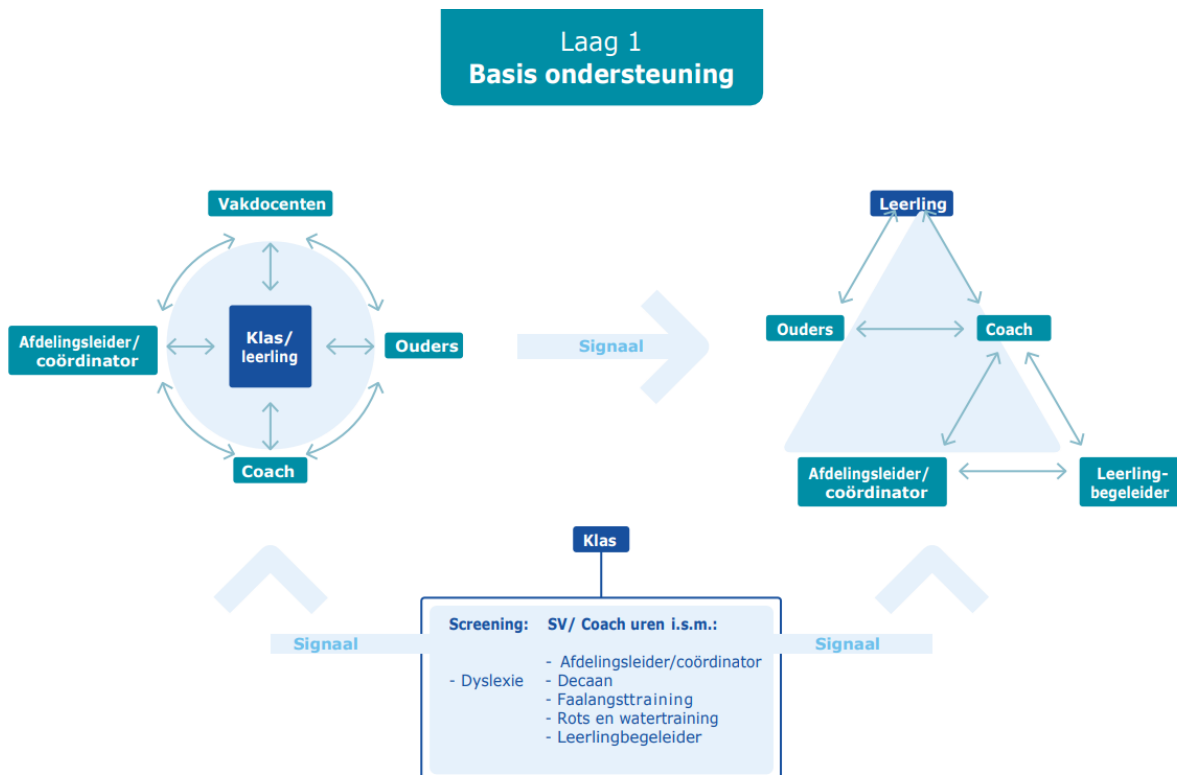 Laag 1
Basis ondersteuning
Vakdocenten
Afdelingsleider/
coördinator
Klas/
leerling
Ouders
Coach
Signaal
Leerling
Ouders
Coach
Afdelingsleider/
coördinator
Leerling-
begeleider
Klas
Signaal
Screening:
- Dyslexie
SV/ Coach uren i.s.m.:
- Afdelingsleider/coördinator
- Decaan
- Faalangsttraining
- Rots en watertraining
- Leerlingbegeleider
Signaal